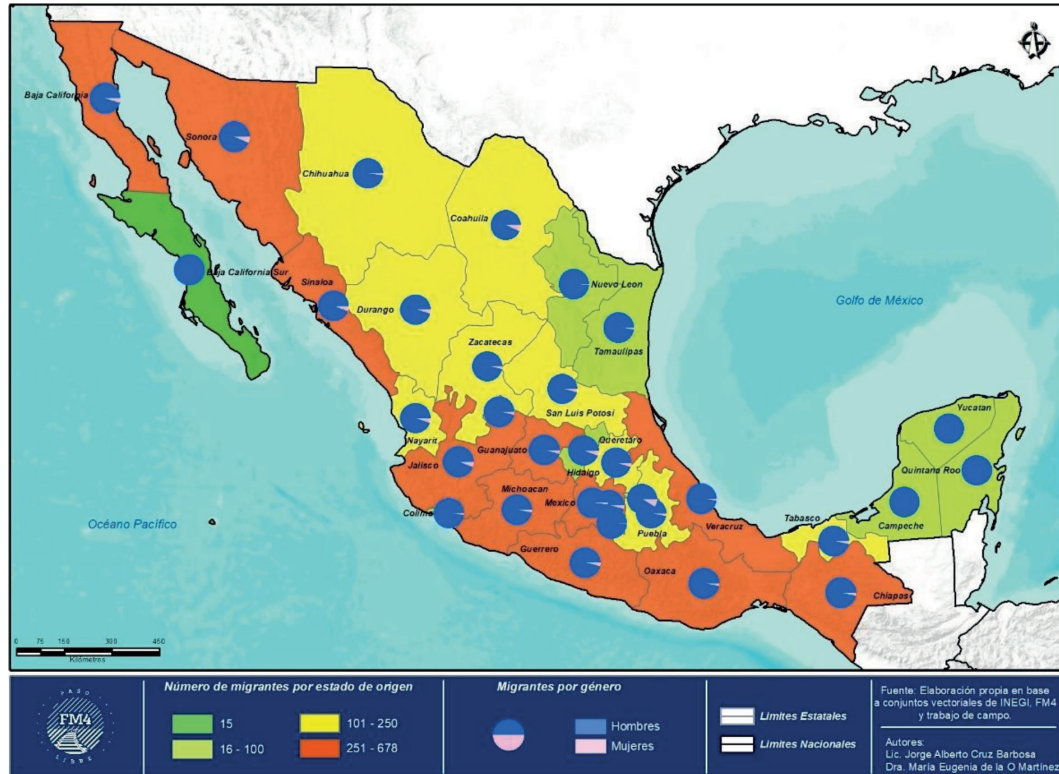 Baja California
Sonora
Chihuahua
Coahuila
Baja California Sur
Sinaloa
Durango
Nuevo Leon
Tamaulipas
Golfo de México
Zacatecas
San Luis Potosi
Nayarit
Guanajuato
Queretaro
Hidalgo
Jalisco
Michoacan
Mexico
Colima
Puebla
Veracruz
Yucatan
Quintana Roo
Campeche
Tabasco
Océano Pacífico
Guerrero
Oaxaca
Chiapas
0 75 150 300 450
Kilómetros
PASO
FM4
LIBRE
Número de migrantes por estado de origen
15
16 - 100
101 - 250
251 - 678
Migrantes por género
Hombres
Mujeres
Limites Estatales
Limites Nacionales
Fuente: Elaboración propia en base
a conjuntos vectoriales de INEGI, FM4
y trabajo de campo.
Autores:
Lic. Jorge Alberto Cruz Barbosa
Dra. María Eugenia de la O Martínez